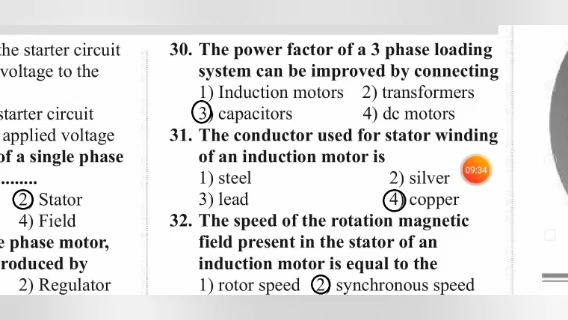 the starter circuit
voltage to the
starter circuit
applied voltage
of a single phase
.........
2) Stator
4) Field
e phase motor,
roduced by
2) Regulator
30. The power factor of a 3 phase loading
system can be improved by connecting
1) Induction motors 2) transformers
3) capacitors 4) dc motors
31. The conductor used for stator winding
of an induction motor is
1) steel 2) silver
3) lead 4) copper
32. The speed of the rotation magnetic
field present in the stator of an
induction motor is equal to the
1) rotor speed 2) synchronous speed
09:34